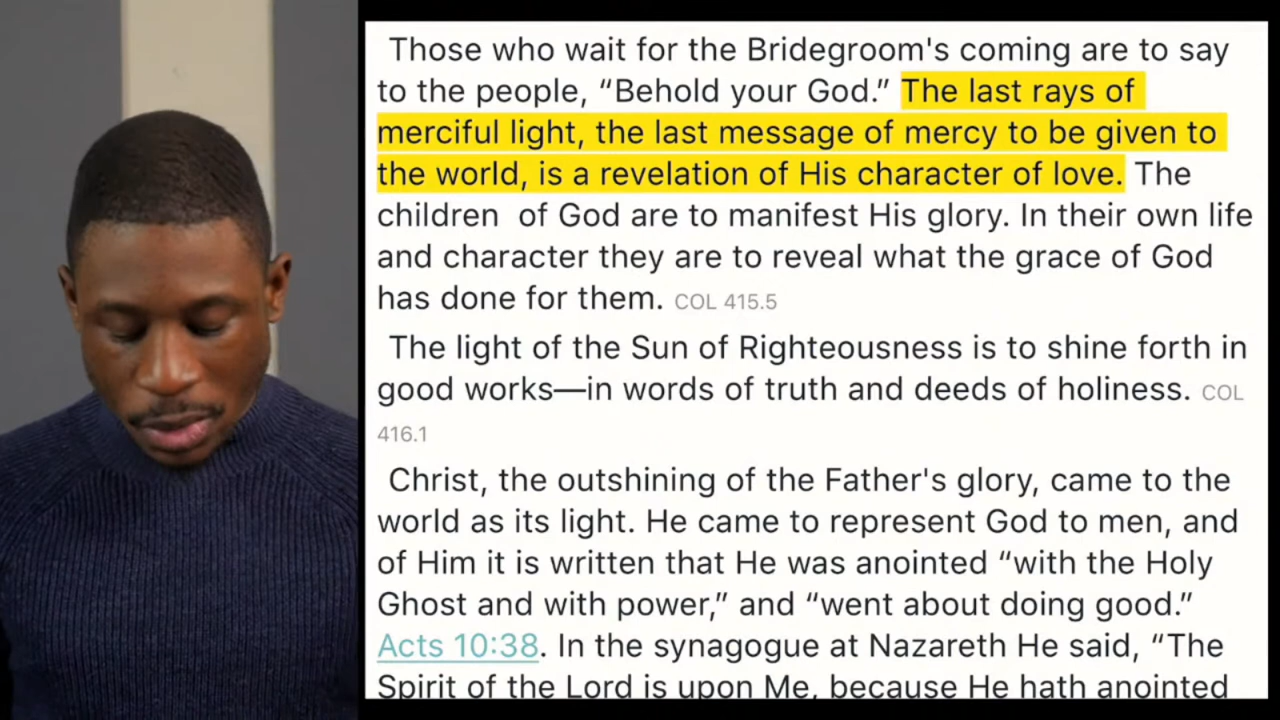 Those who wait for the Bridegroom's coming are to say
to the people, “Behold your God.” The last rays of
merciful light, the last message of mercy to be given to
the world, is a revelation of His character of love. The
children of God are to manifest His glory. In their own life
and character they are to reveal what the grace of God
has done for them. COL 415.5
The light of the Sun of Righteousness is to shine forth in
good works—in words of truth and deeds of holiness. COL
416.1
Christ, the outshining of the Father's glory, came to the
world as its light. He came to represent God to men, and
of Him it is written that He was anointed “with the Holy
Ghost and with power,” and “went about doing good.”
Acts 10:38. In the synagogue at Nazareth He said, “The
Spirit of the Lord is upon Me, because He hath anointed